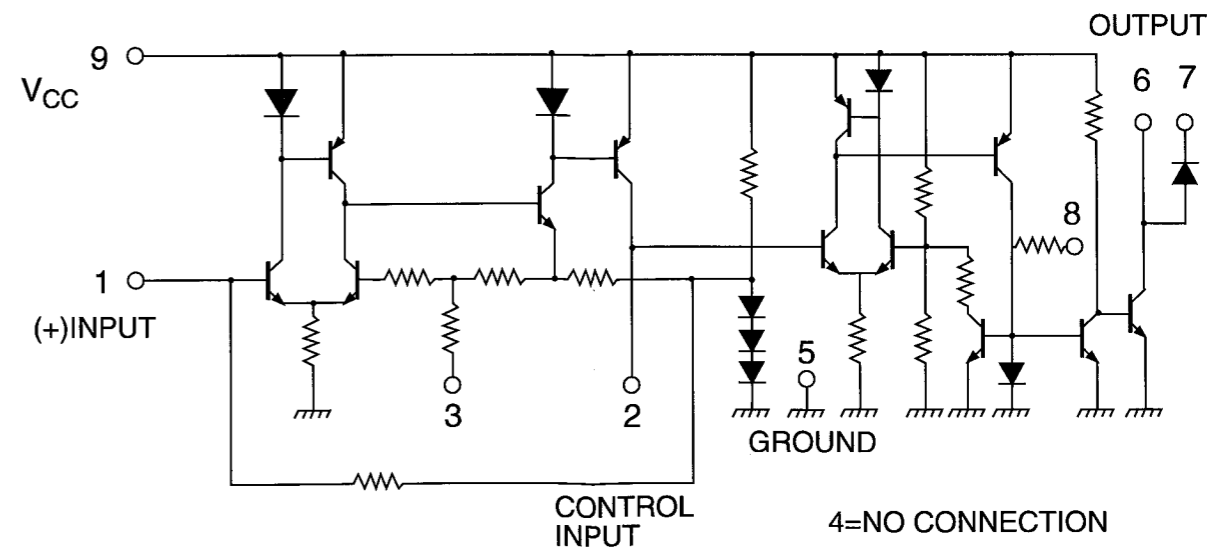 OUTPUT
9
6 7
VCC
8
1
(+)INPUT
5
3
2
GROUND
CONTROL
INPUT
4=NO CONNECTION